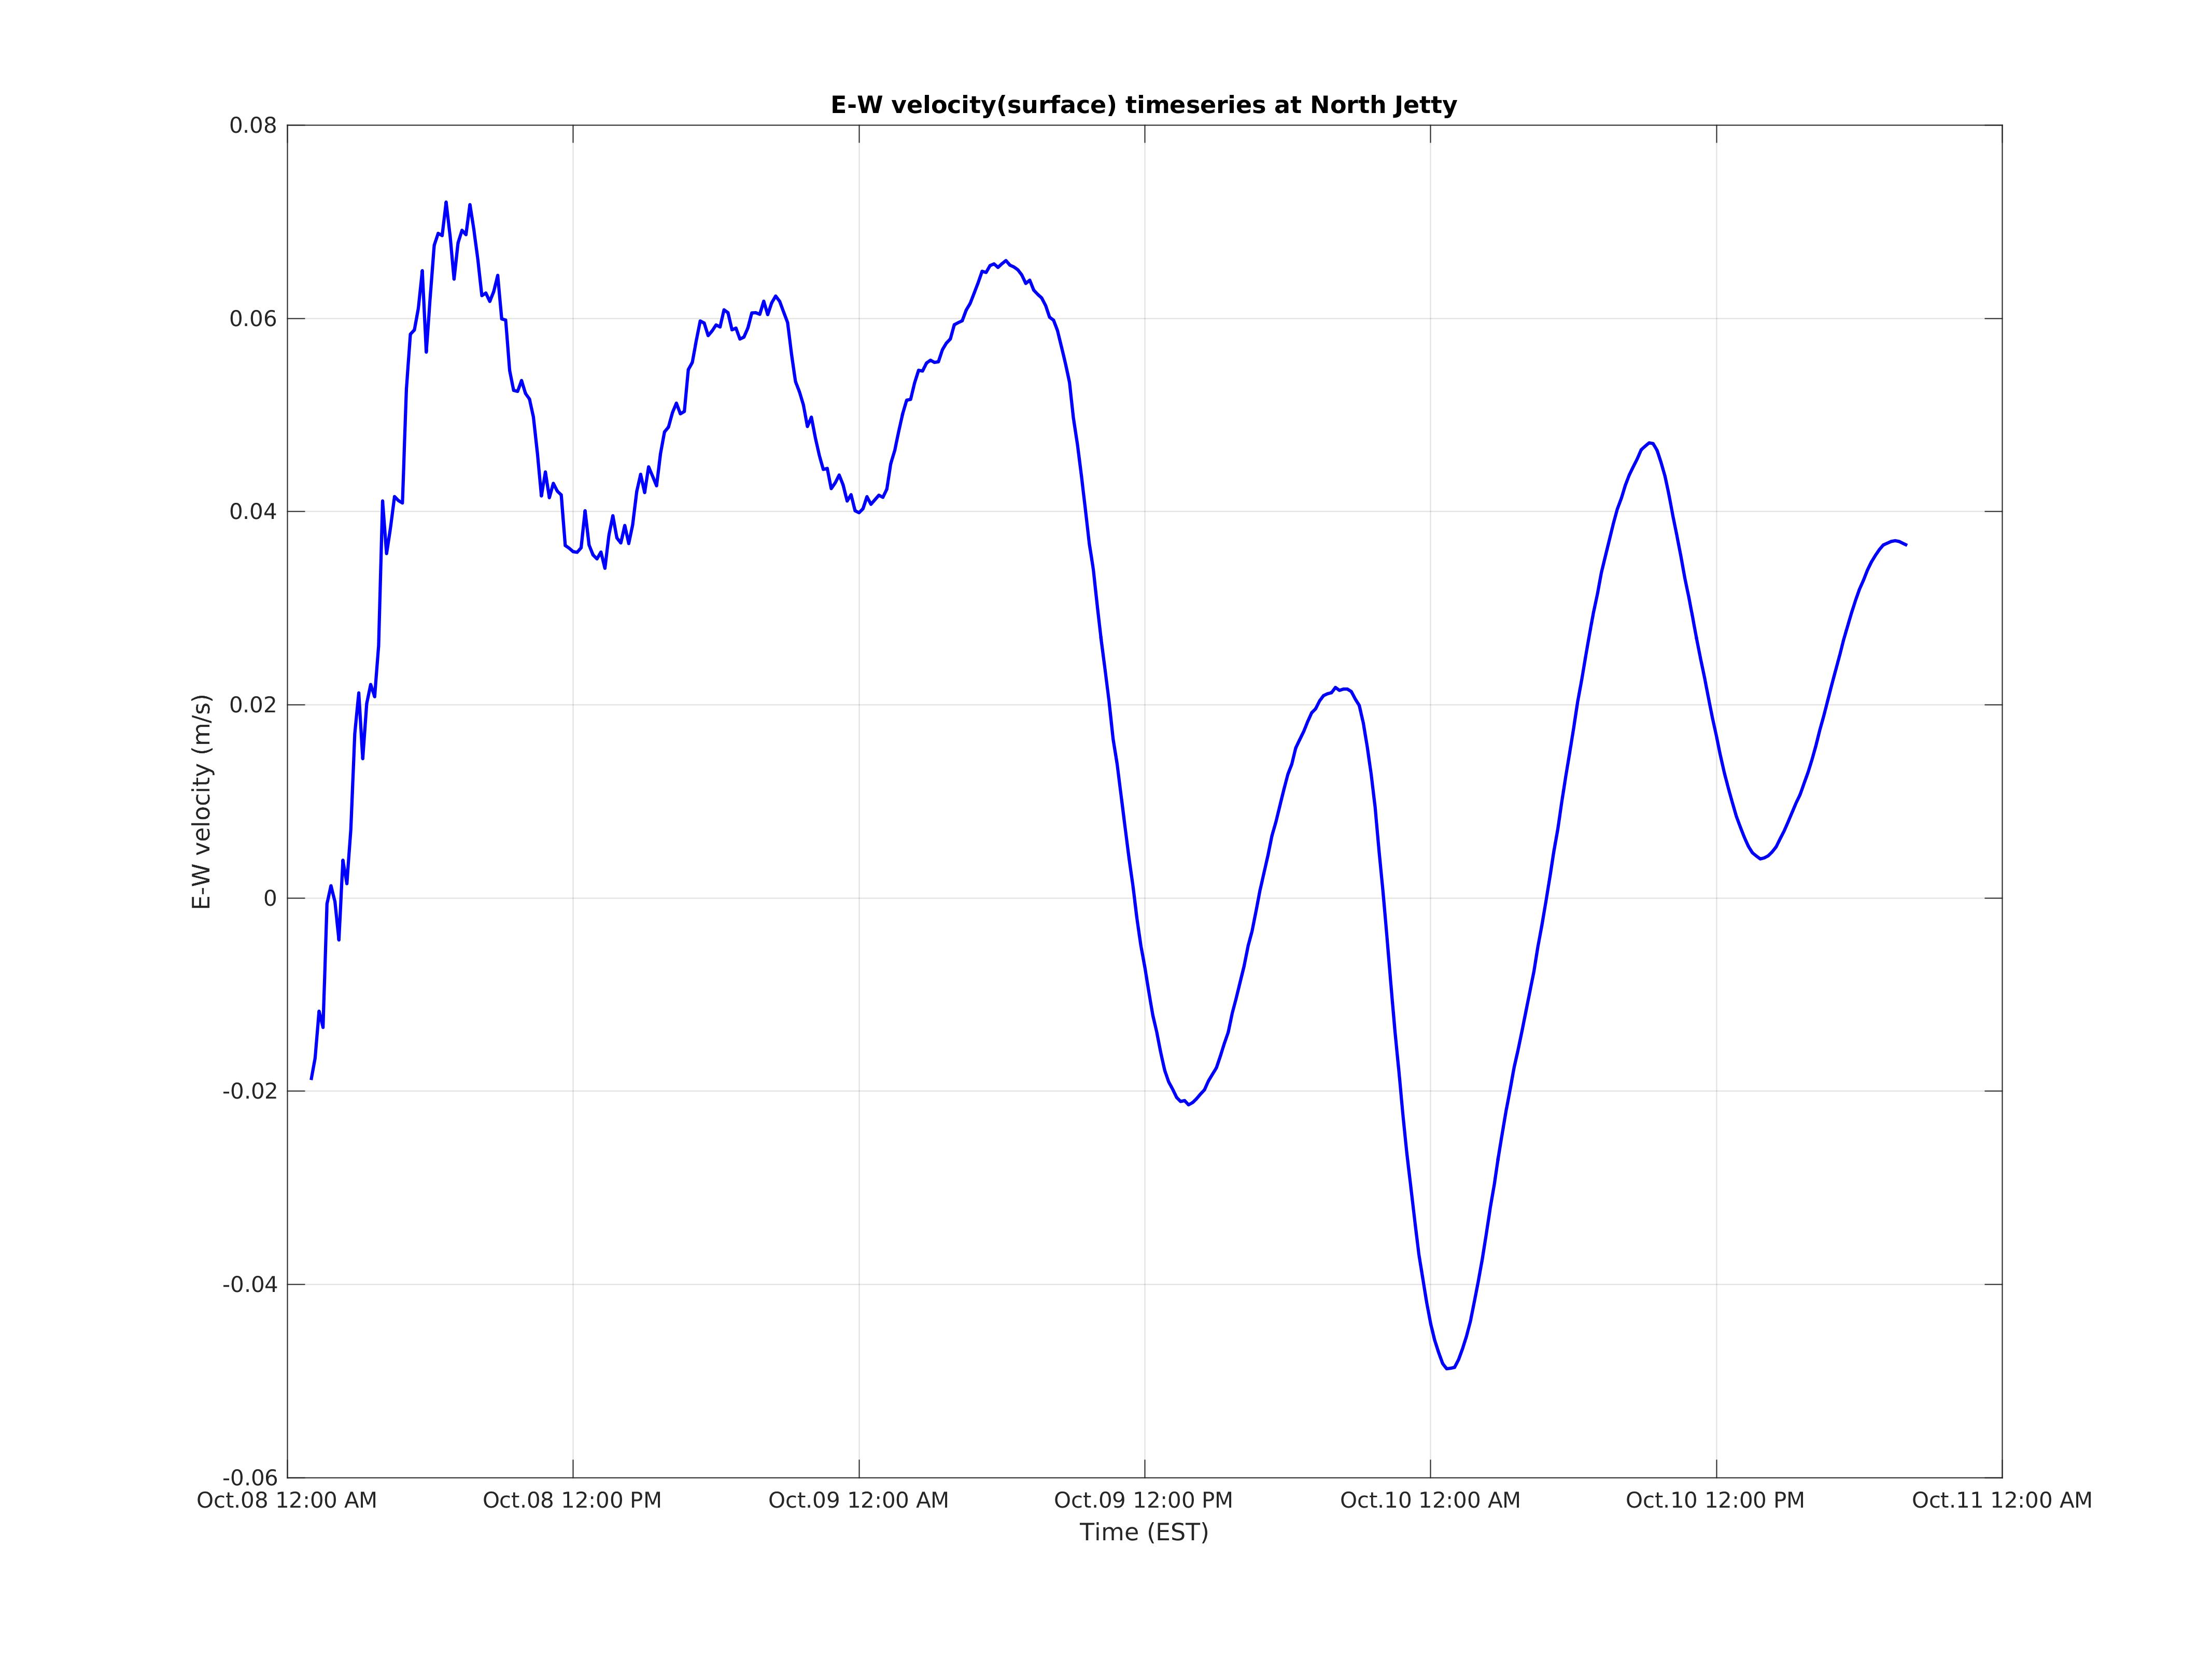 E-W velocity(surface) timeseries at North Jetty
0.08
0.06
0.04
0.02
0
-0.02
-0.04
-0.06
E-W velocity (m/s)
Oct.08 12:00 AM Oct.08 12:00 PM Oct.09 12:00 AM Oct.09 12:00 PM Oct.10 12:00 AM Oct.10 12:00 PM Oct.11 12:00 AM
Time (EST)